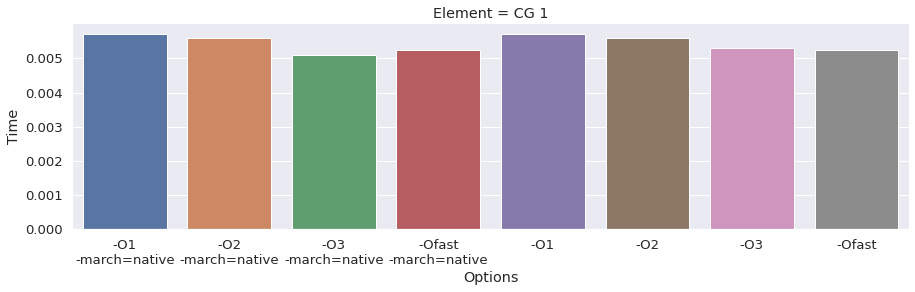 Element = CG 1
Time
0.005
0.004
0.003
0.002
0.001
0.000
-O1
-march=native
-O2
-march=native
-O3
-march=native
-Ofast
-march=native
-O1
-O2
-O3
-Ofast
Options